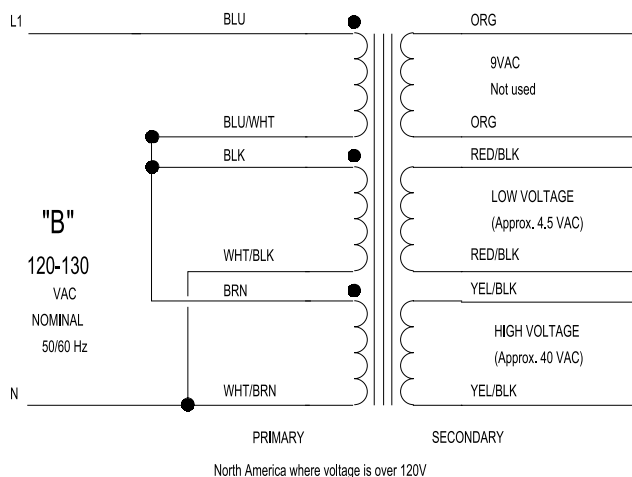 L1
BLU
ORG
9VAC
Not used
BLU/WHT
ORG
BLK
RED/BLK
"B"
120-130
VAC
NOMINAL
50/60 Hz
LOW VOLTAGE
(Approx. 4.5 VAC)
WHT/BLK
RED/BLK
BRN
YEL/BLK
HIGH VOLTAGE
(Approx. 40 VAC)
N
WHT/BRN
YEL/BLK
PRIMARY
SECONDARY
North America where voltage is over 120V